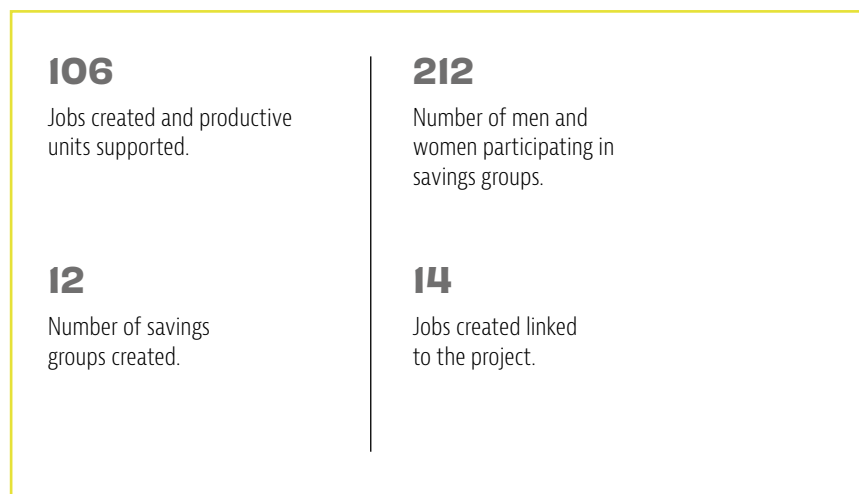 106
Jobs created and productive
units supported.
12
Number of savings
groups created.
212
Number of men and
women participating in
savings groups.
14
Jobs created linked
to the project.